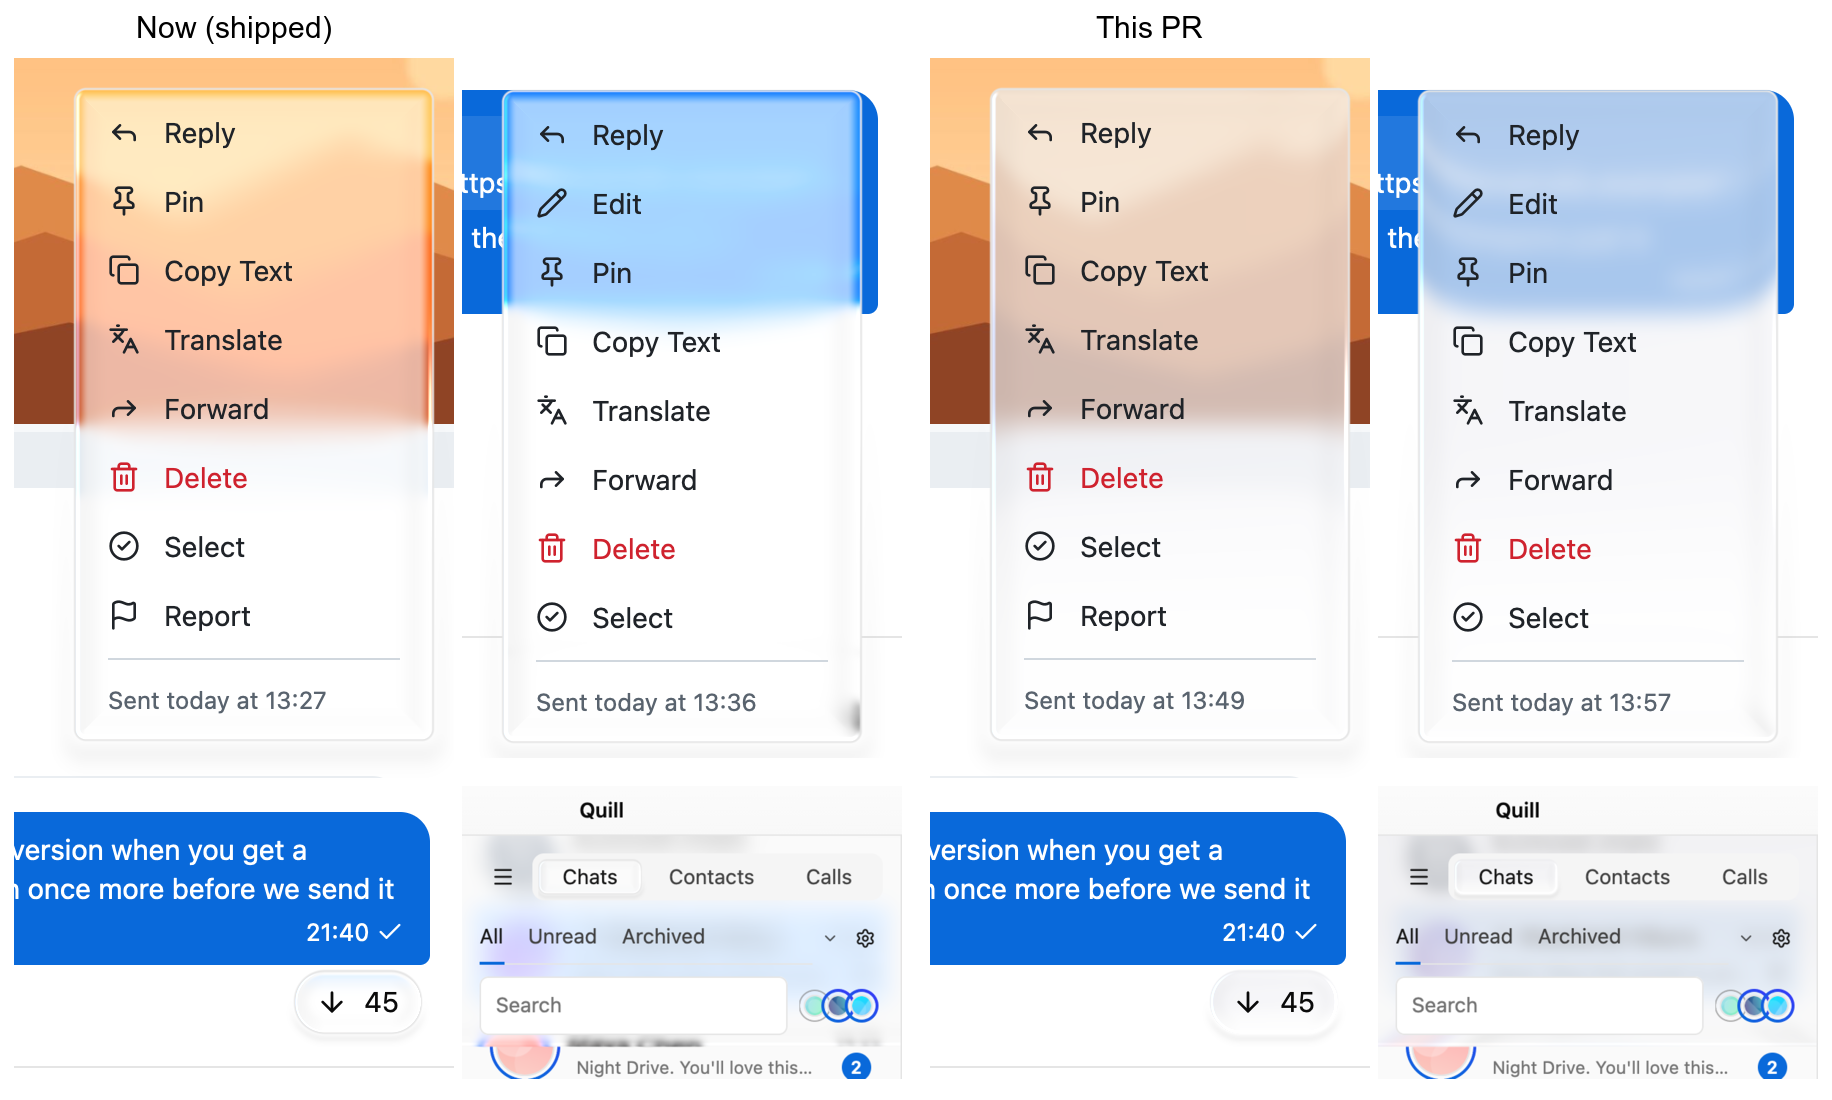 Now (shipped)
This PR
Reply
Pin
Copy Text
Translate
Forward
Delete
Select
Report
Sent today at 13:27
ttps
the
Reply
Edit
Pin
Copy Text
Translate
Forward
Delete
Select
Sent today at 13:36
Reply
Pin
Copy Text
Translate
Forward
Delete
Select
Report
Sent today at 13:49
ttps
the
Reply
Edit
Pin
Copy Text
Translate
Forward
Delete
Select
Sent today at 13:57
version when you get a
once more before we send it
21:40
45
Quill
Chats Contacts Calls
All Unread Archived
Search
Night Drive. You'll love this... 2
version when you get a
once more before we send it
21:40
45
Quill
Chats Contacts Calls
All Unread Archived
Search
Night Drive. You'll love this... 2